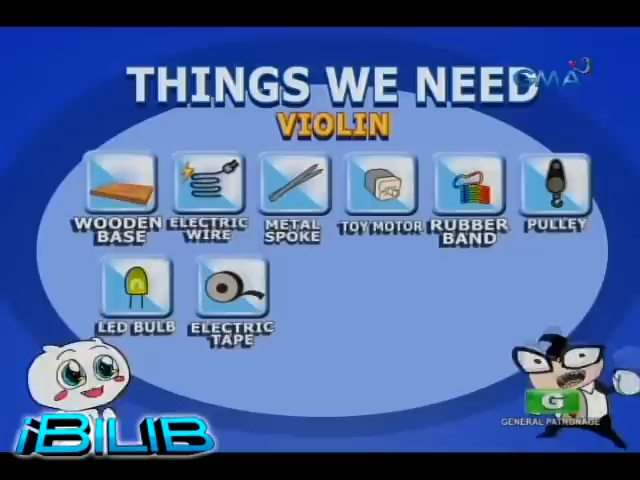 THINGS WE NEED
GMA
VIOLIN
WOODEN BASE
ELECTRIC WIRE
METAL SPOKE
TOY MOTOR
RUBBER BAND
PULLEY
LED BULB
ELECTRIC TAPE
iBILIB
G
GENERAL PATRONAGE